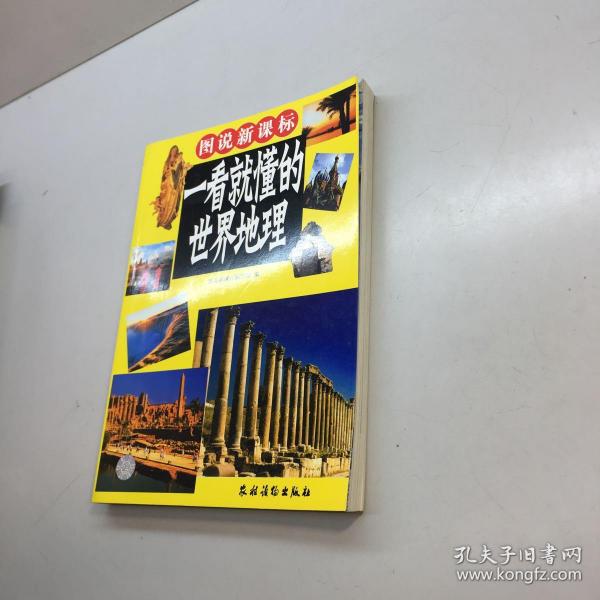 图说新课标
一看就懂的
世界地理
农村读物出版社
孔夫子旧书网
www.kongfz.com